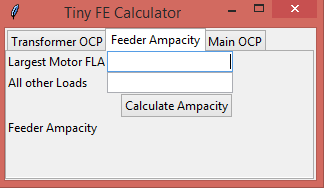 Tiny FE Calculator
Transformer OCP Feeder Ampacity Main OCP
Largest Motor FLA
All other Loads
Calculate Ampacity
Feeder Ampacity